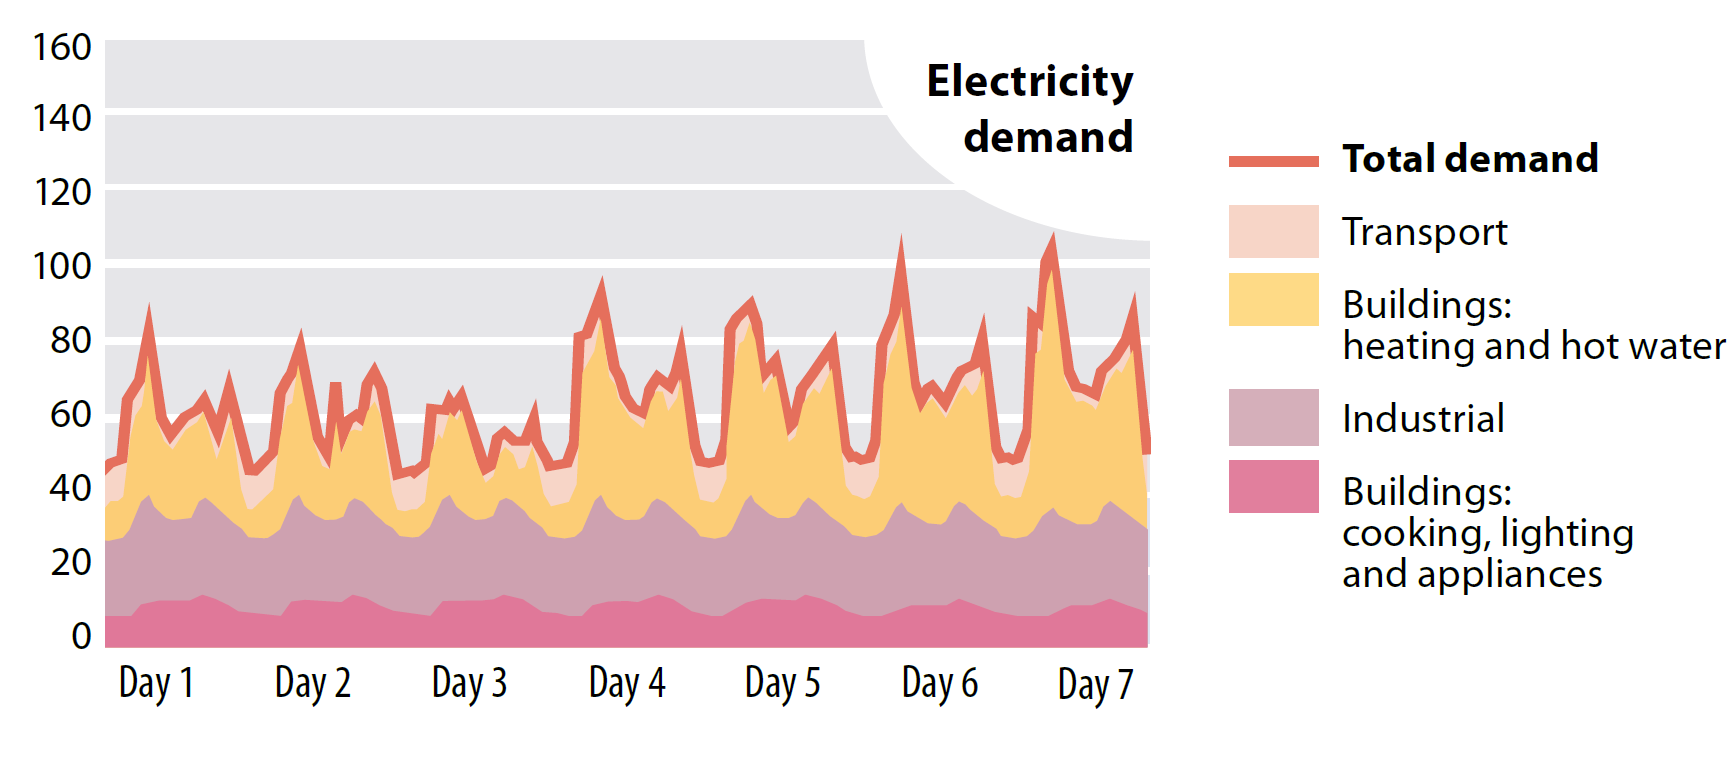 160
140
120
100
80
60
40
20
0
Electricity
demand
Day 1
Day 2
Day 3
Day 4
Day 5
Day 6
Day 7
Total demand
Transport
Buildings:
heating and hot water
Industrial
Buildings:
cooking, lighting
and appliances